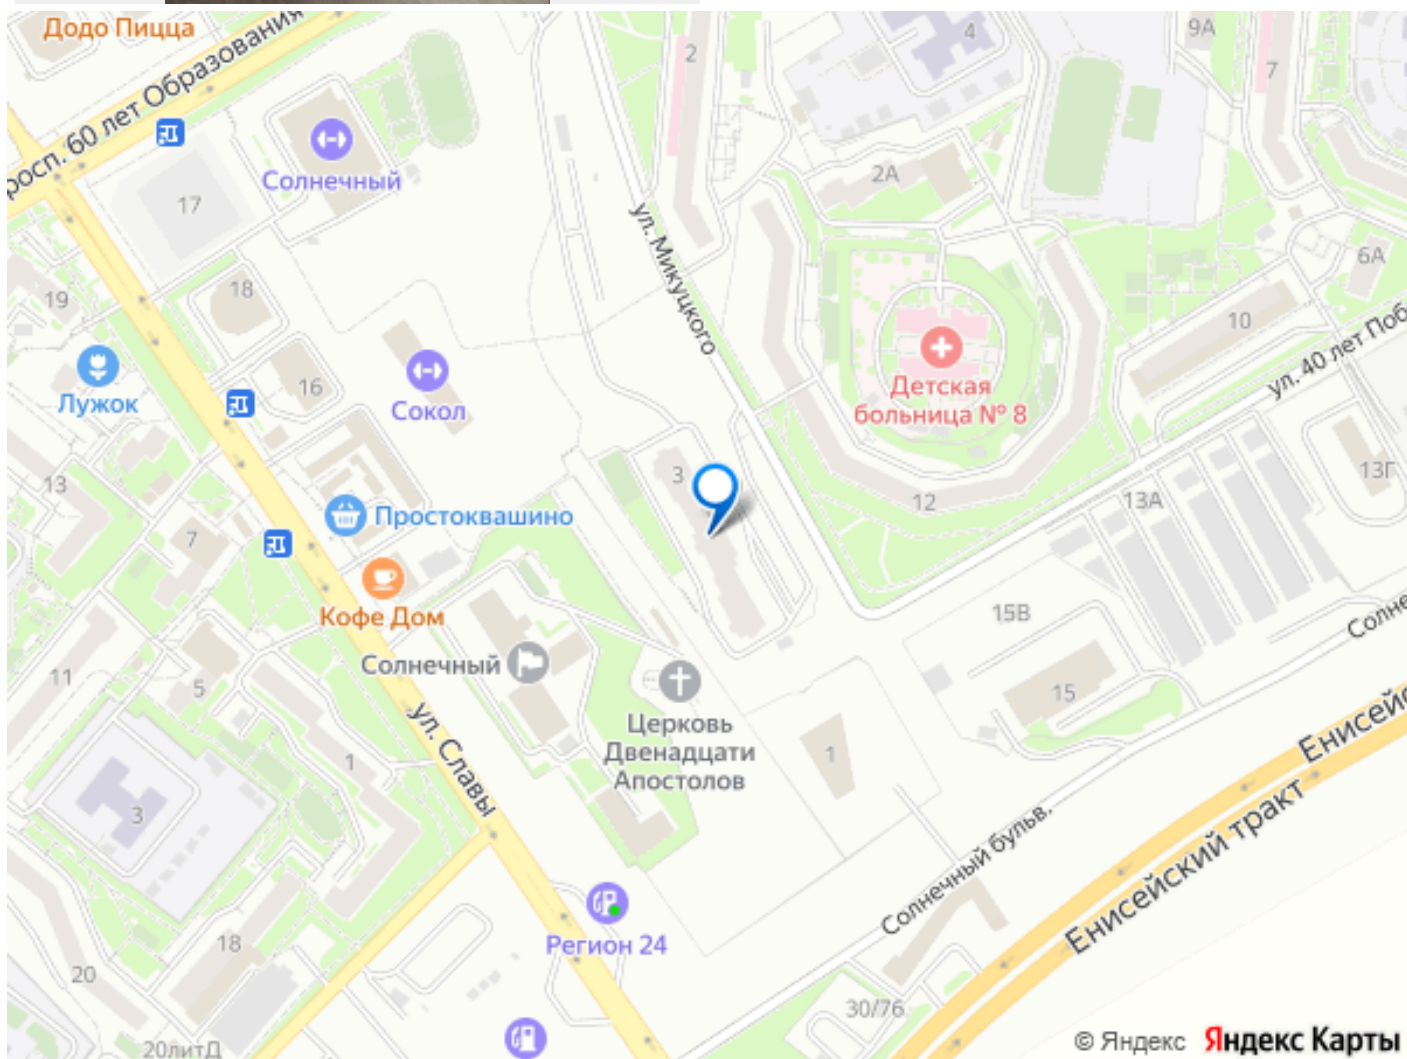 Додо Пицца
росп. 60 лет Образования
2
4
9А
7
Солнечный
17
2А
ул. Микуцкого
6А
19
18
10
Лужок
16
Сокол
Детская
больница № 8
ул. 40 лет Поб
3
13
12
13А
13Г
Простоквашино
7
Кофе Дом
15В
Солне
Солнечный
11
5
15
Церковь
Двенадцати
Апостолов
ул. Славы
1
1
Енисейс
3
Солнечный бульв.
Енисейский тракт
Регион 24
18
20
30/76
20литД
© Яндекс Яндекс Карты